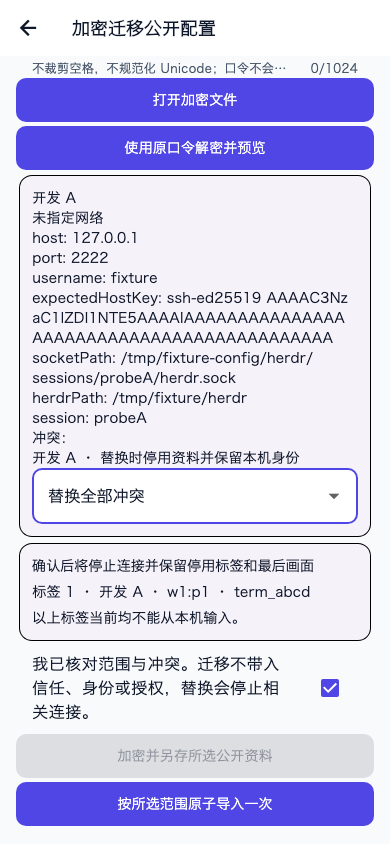 加密迁移公开配置
不裁剪空格，不规范化 Unicode；口令不会…
0/1024
打开加密文件
使用原口令解密并预览
开发 A
未指定网络
host: 127.0.0.1
port: 2222
username: fixture
expectedHostKey: ssh-ed25519 AAAAC3Nz
aC1lZDI1NTE5AAAAIAAAAAAAAAAAAAAA
AAAAAAAAAAAAAAAAAAAAAAAAAAAA
socketPath: /tmp/fixture-config/herdr/
sessions/probeA/herdr.sock
herdrPath: /tmp/fixture/herdr
session: probeA
冲突：
开发 A · 替换时停用资料并保留本机身份
替换全部冲突
确认后将停止连接并保留停用标签和最后画面
标签 1 · 开发 A · w1:p1 · term_abcd
以上标签当前均不能从本机输入。
我已核对范围与冲突。迁移不带入
信任、身份或授权，替换会停止相
关连接。
加密并另存所选公开资料
按所选范围原子导入一次